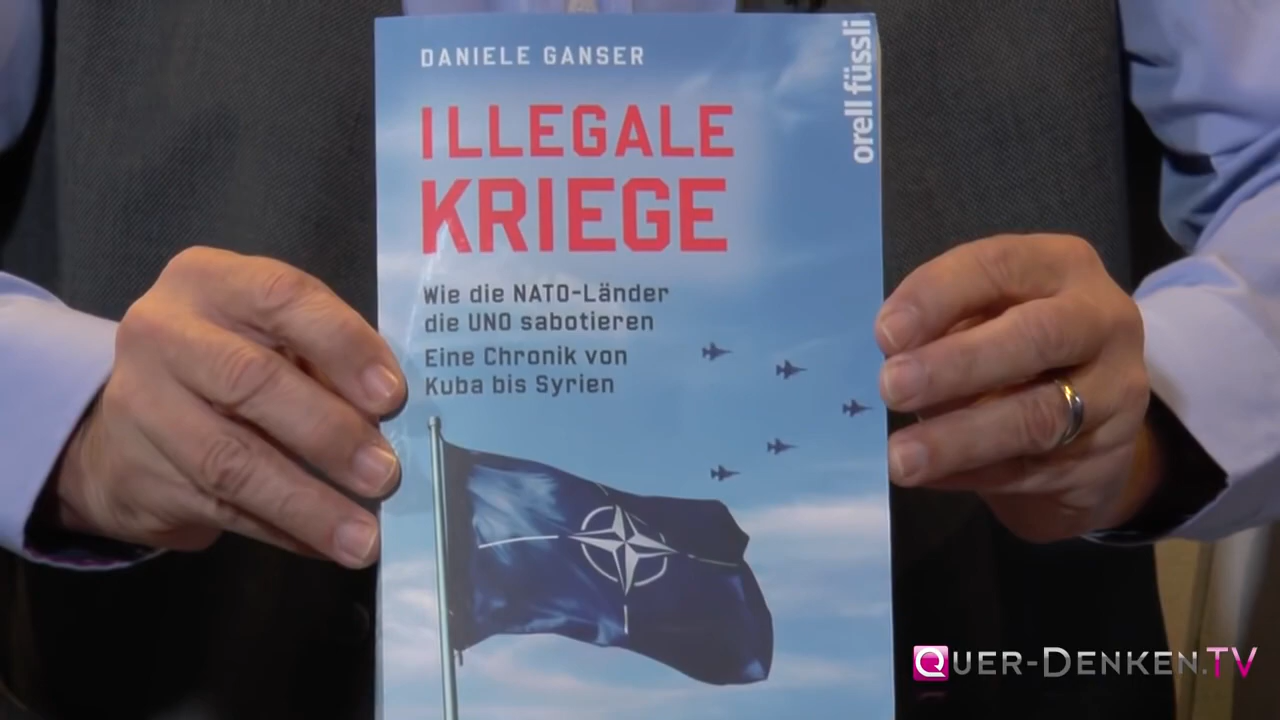 DANIELE GANSER
orell füssli
ILLEGALE
KRIEGE
Wie die NATO-Länder
die UNO sabotieren
Eine Chronik von
Kuba bis Syrien
QUER-DENKEN.TV